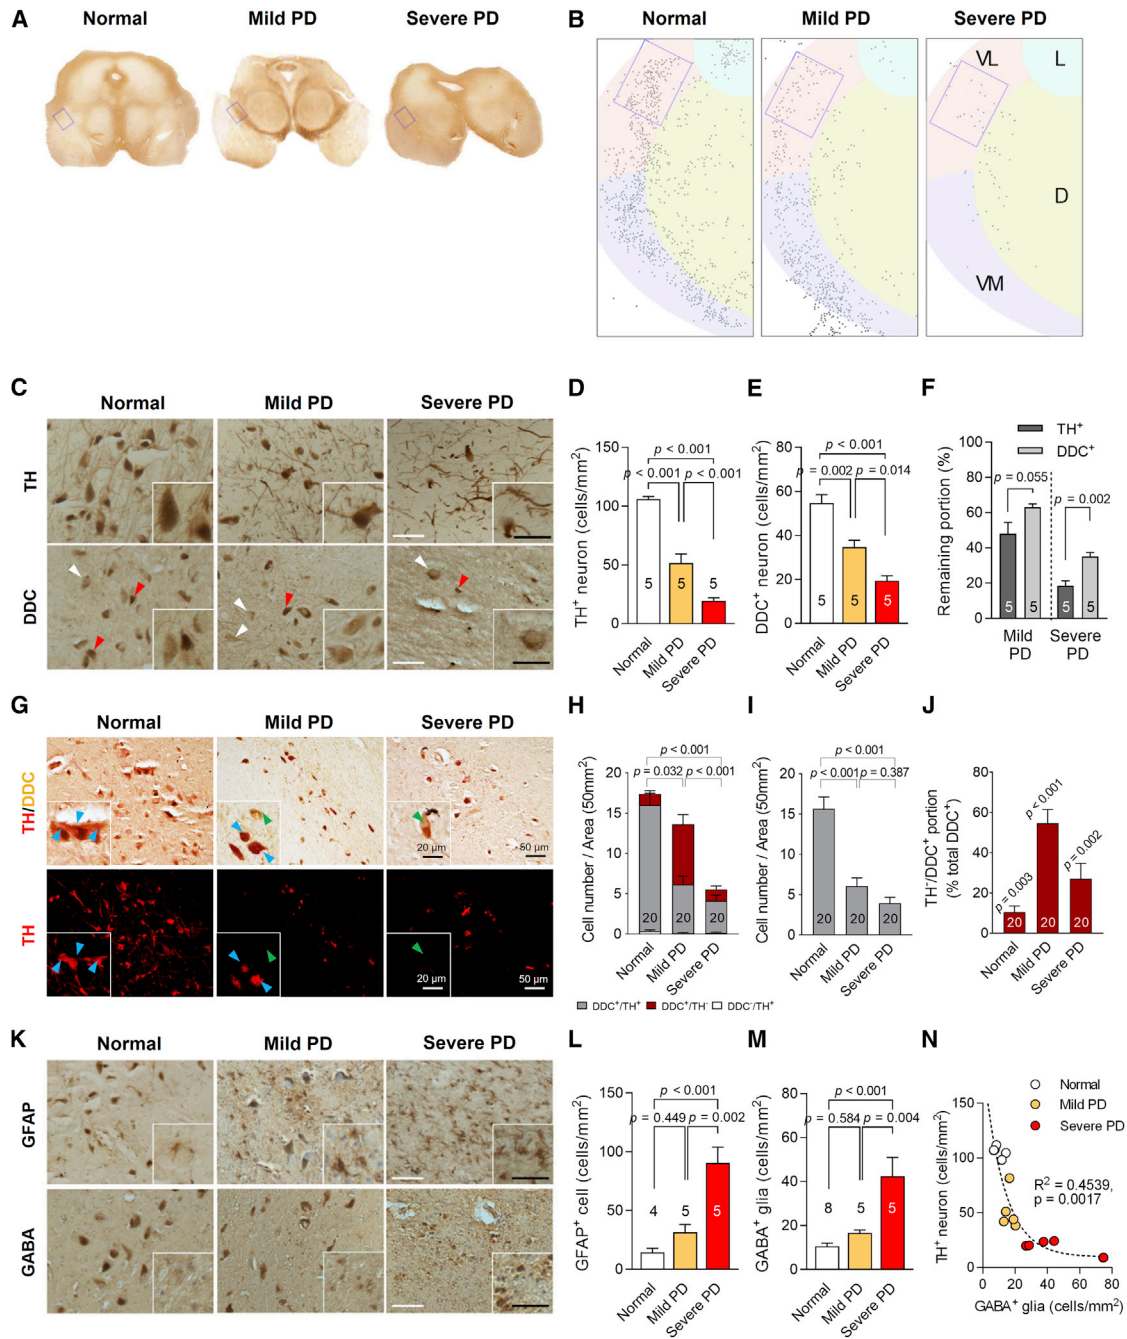 A
Normal
Mild PD
Severe PD
B
Normal
Mild PD
Severe PD
VL
L
D
VM
C
Normal
Mild PD
Severe PD
TH
DDC
D
TH⁺ neuron (cells/mm²)
150
100
50
0
p < 0.001
p < 0.001
p < 0.001
5
5
5
Normal
Mild PD
Severe PD
E
DDC⁺ neuron (cells/mm²)
80
60
40
20
0
p < 0.001
p = 0.002
p = 0.014
5
5
5
Normal
Mild PD
Severe PD
F
TH⁺
DDC⁺
Remaining portion (%)
100
80
60
40
20
0
p = 0.055
p = 0.002
5
5
5
5
Mild PD
Severe PD
G
Normal
Mild PD
Severe PD
TH/DDC
TH
20 µm
50 µm
20 µm
50 µm
H
Cell number / Area (50mm²)
20
15
10
5
0
p < 0.001
p = 0.032
p < 0.001
20
20
20
Normal
Mild PD
Severe PD
DDC⁺/TH⁺
DDC⁺/TH⁻
DDC⁻/TH⁺
I
Cell number / Area (50mm²)
20
15
10
5
0
p < 0.001
p < 0.001
p = 0.387
20
20
20
Normal
Mild PD
Severe PD
J
TH⁻/DDC⁺ portion
(% total DDC⁺)
80
60
40
20
0
p = 0.003
p < 0.001
p = 0.002
20
20
20
Normal
Mild PD
Severe PD
K
Normal
Mild PD
Severe PD
GFAP
GABA
L
GFAP⁺ cell (cells/mm²)
150
100
50
0
p < 0.001
p = 0.449
p = 0.002
4
5
5
Normal
Mild PD
Severe PD
M
GABA⁺ glia (cells/mm²)
80
60
40
20
0
p < 0.001
p = 0.584
p = 0.004
8
5
5
Normal
Mild PD
Severe PD
N
Normal
Mild PD
Severe PD
TH⁺ neuron (cells/mm²)
150
100
50
0
R² = 0.4539,
p = 0.0017
0
20
40
60
80
GABA⁺ glia (cells/mm²)